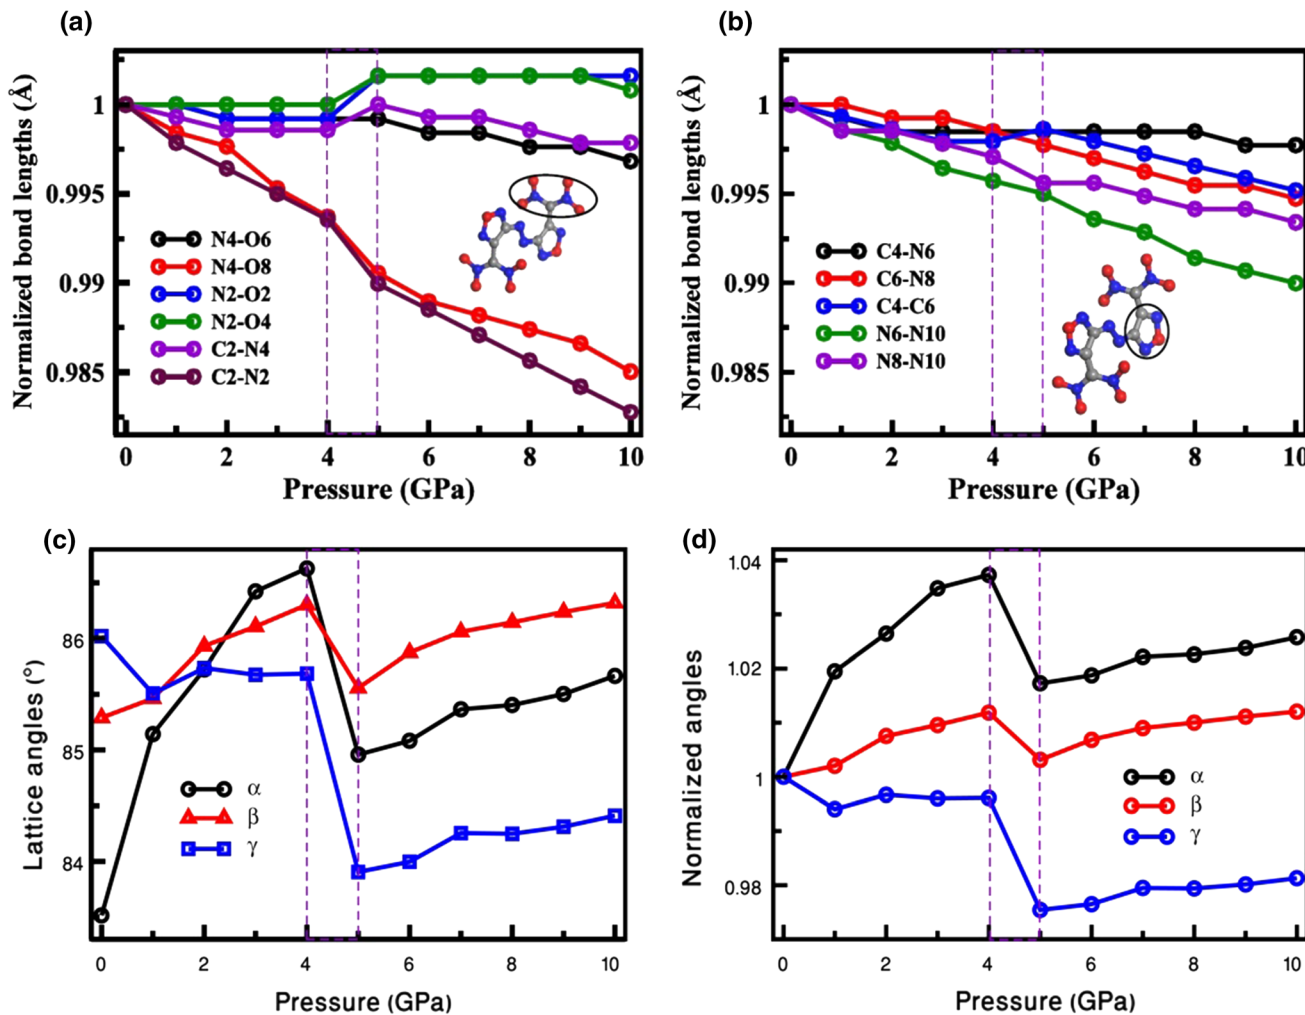 (a)
Normalized bond lengths (Å)
1
0.995
0.99
0.985
N4-O6
N4-O8
N2-O2
N2-O4
C2-N4
C2-N2
0 2 4 6 8 10
Pressure (GPa)
(b)
Normalized bond lengths (Å)
1
0.995
0.99
0.985
C4-N6
C6-N8
C4-C6
N6-N10
N8-N10
0 2 4 6 8 10
Pressure (GPa)
(c)
Lattice angles (°)
86
85
84
α
β
γ
0 2 4 6 8 10
Pressure (GPa)
(d)
Normalized angles
1.04
1.02
1
0.98
α
β
γ
0 2 4 6 8 10
Pressure (GPa)